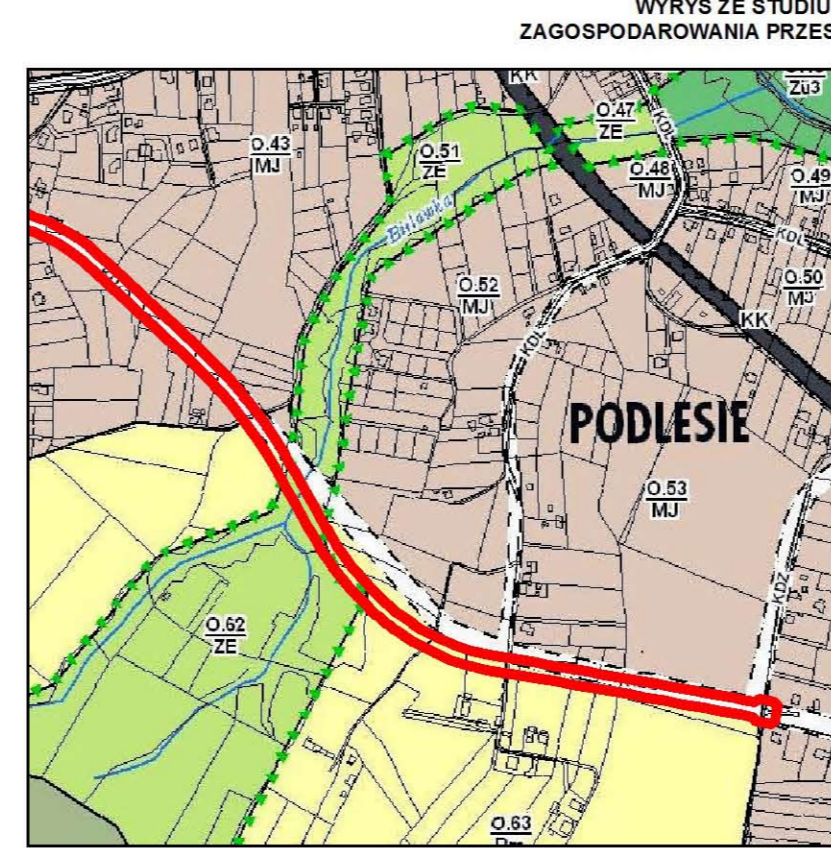 WYRYS ZE STUDIU
ZAGOSPODAROWANIA PRZES
KK
Zü3
O.47
ZE
KDL
O.43
MJ
O.51
ZE
O.48
MJ
O.49
MJ
Bielawka
KDL
O.52
MJ
O.50
MJ
KK
KDL
PODLESIE
O.53
MJ
KDZ
O.62
ZE
O.63